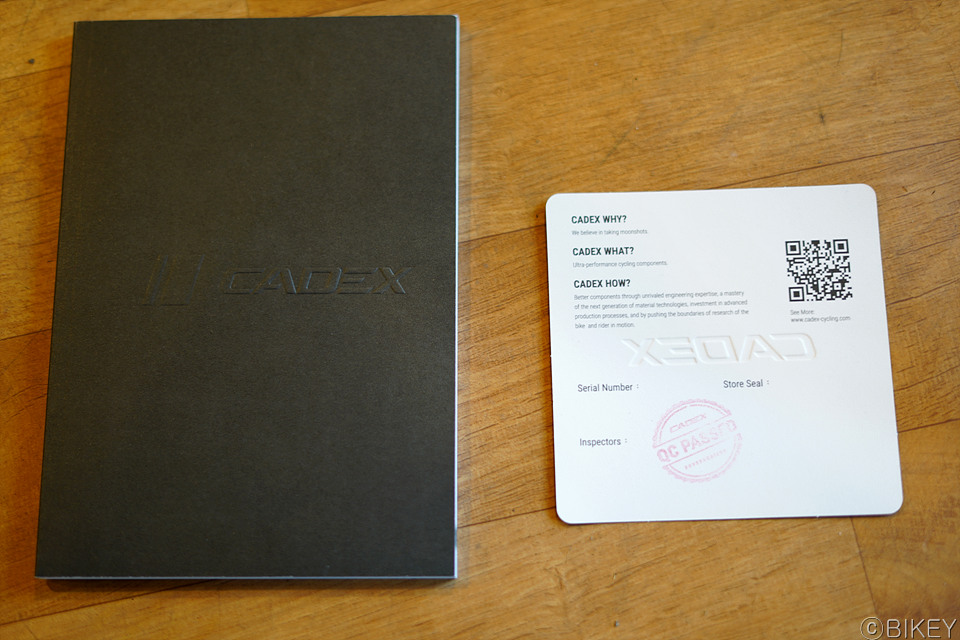 CADEX
CADEX WHY?
We believe in taking moonshots.
CADEX WHAT?
Ultra-performance cycling components.
CADEX HOW?
Better components through unrivaled engineering expertise, a mastery
of the next generation of material technologies, investment in advanced
production processes, and by pushing the boundaries of research of the
bike and rider in motion.
See More:
www.cadex-cycling.com
CADEX
Serial Number :
Store Seal :
Inspectors :
CADEX
QC PASSED
©BIKEY